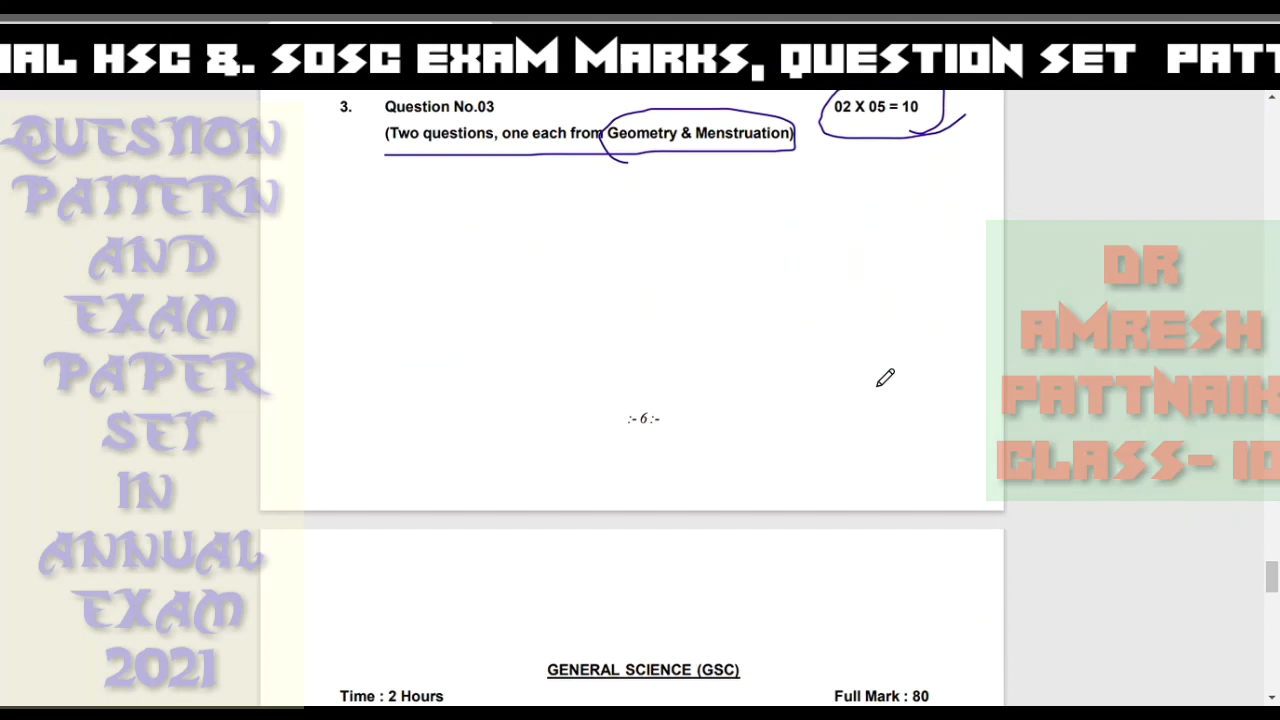 AL HSC &. SOSC EXAM MARKS, QUESTION SET PATT
3. Question No.03 02 X 05 = 10
(Two questions, one each from Geometry & Menstruation)
QUESTION
PATTERN
AND
EXAM
PAPER
SET
IN
ANNUAL
EXAM
2021
DR
AMRESH
PATTNAIK
CLASS- 10
:- 6 :-
GENERAL SCIENCE (GSC)
Time : 2 Hours Full Mark : 80